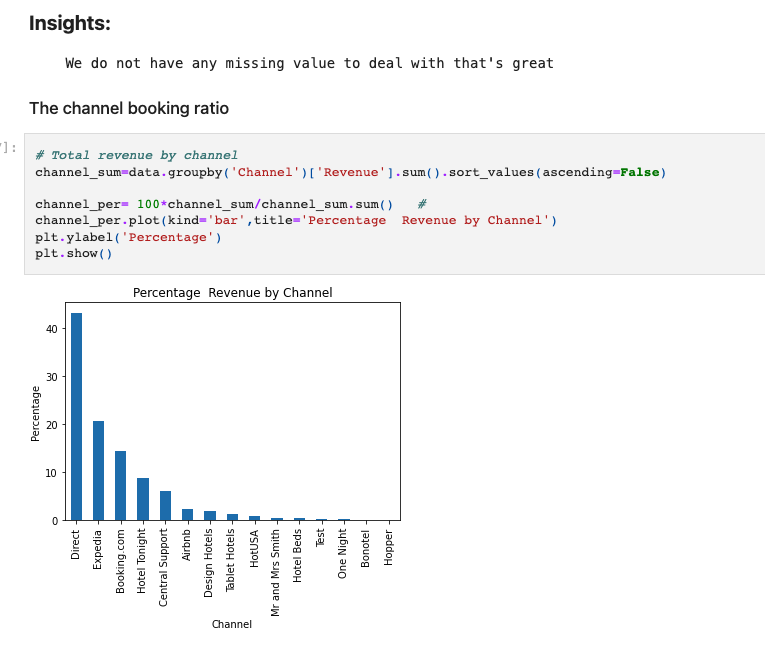 Insights:
We do not have any missing value to deal with that's great
The channel booking ratio
]:
# Total revenue by channel
channel_sum=data.groupby('Channel')['Revenue'].sum().sort_values(ascending=False)
channel_per= 100*channel_sum/channel_sum.sum()   #
channel_per.plot(kind='bar',title='Percentage  Revenue by Channel')
plt.ylabel('Percentage')
plt.show()
Percentage  Revenue by Channel
Percentage
40
30
20
10
0
Direct
Expedia
Booking.com
Hotel Tonight
Central Support
Airbnb
Design Hotels
Tablet Hotels
HotUSA
Mr and Mrs Smith
Hotel Beds
Test
One Night
Bonotel
Hopper
Channel